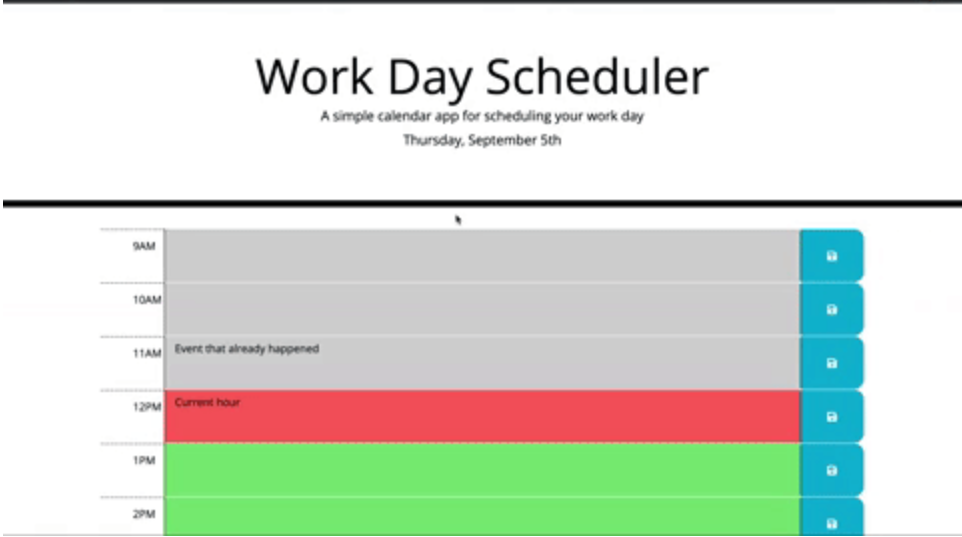 Work Day Scheduler
A simple calendar app for scheduling your work day
Thursday, September 5th
9AM
10AM
11AM Event that already happened
12PM Current hour
1PM
2PM